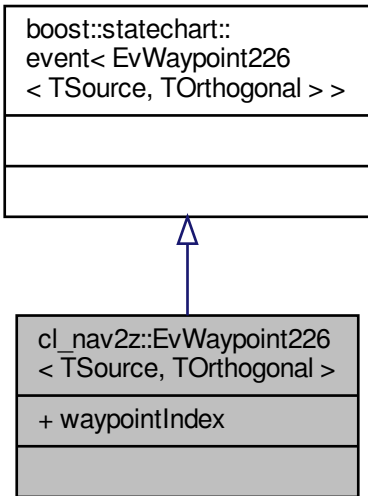 boost::statechart::
event< EvWaypoint226
< TSource, TOrthogonal > >
cl_nav2z::EvWaypoint226
< TSource, TOrthogonal >
+ waypointIndex